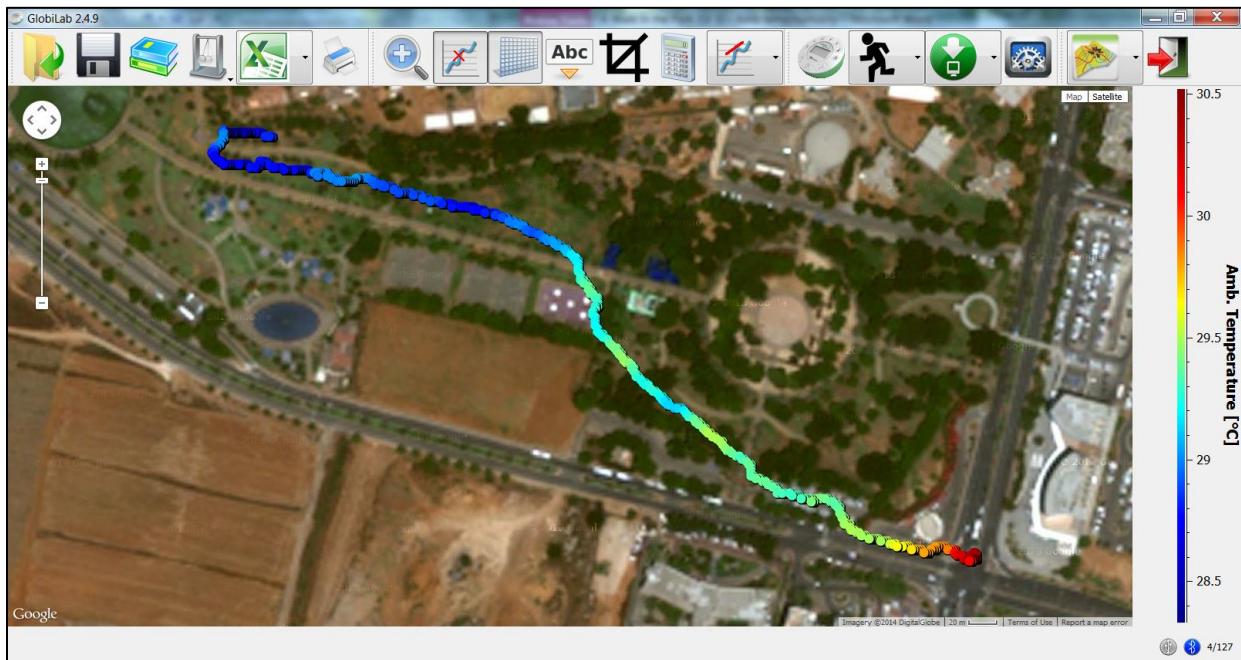 GlobiLab 2.4.9
Abc
Map
Satellite
30.5
30
29.5
29
28.5
Amb. Temperature [°C]
Google
Imagery ©2014 DigitalGlobe
20 m
Terms of Use
Report a map error
4/127